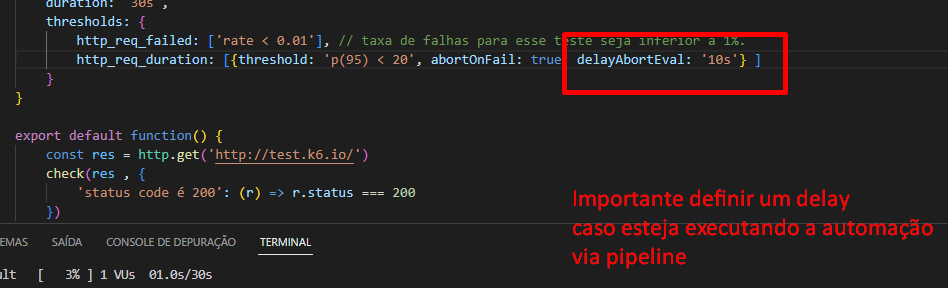 duration: '30s',
thresholds: {
http_req_failed: ['rate < 0.01'], // taxa de falhas para esse teste seja inferior a 1%.
http_req_duration: [{threshold: 'p(95) < 20', abortOnFail: true, delayAbortEval: '10s'} ]
}
}
export default function() {
const res = http.get('http://test.k6.io/')
check(res , {
'status code é 200': (r) => r.status === 200
})
Importante definir um delay
caso esteja executando a automação
via pipeline
EMAS SAÍDA CONSOLE DE DEPURAÇÃO TERMINAL
ult [ 3% ] 1 VUs 01.0s/30s